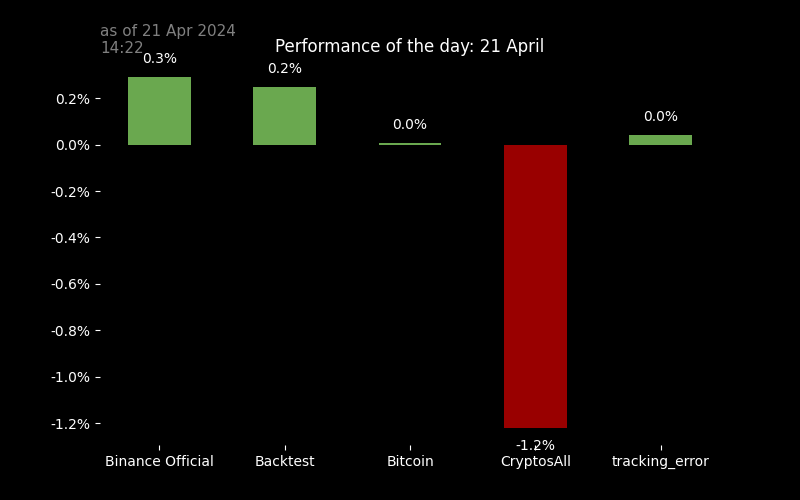 as of 21 Apr 2024
14:22
Performance of the day: 21 April
0.3%
0.2%
0.0%
-1.2%
0.0%
0.2%
0.0%
-0.2%
-0.4%
-0.6%
-0.8%
-1.0%
-1.2%
Binance Official
Backtest
Bitcoin
CryptosAll
tracking_error